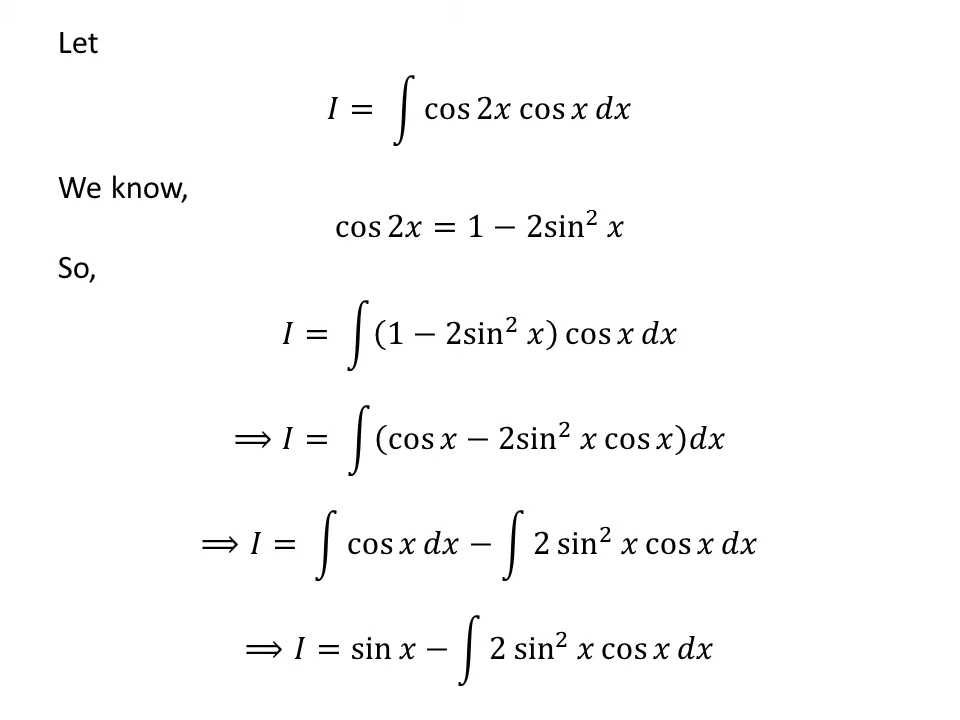 Let
I = ∫ cos 2x cos x dx
We know,
cos 2x = 1 − 2sin² x
So,
I = ∫(1 − 2sin² x) cos x dx
⟹ I = ∫(cos x − 2sin² x cos x)dx
⟹ I = ∫ cos x dx − ∫ 2 sin² x cos x dx
⟹ I = sin x − ∫ 2 sin² x cos x dx